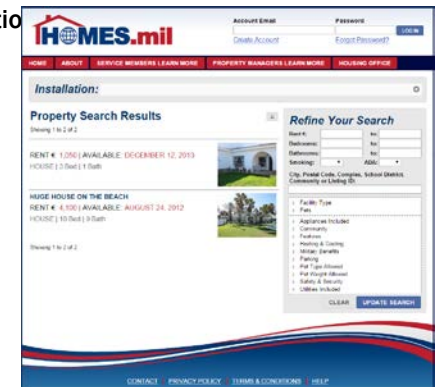 tio
HOMES.mil
Account Email
Password
LOG IN
Create Account
Forgot Password?
HOME ABOUT SERVICE MEMBERS LEARN MORE PROPERTY MANAGERS LEARN MORE HOUSING OFFICE
Installation:
Property Search Results
Showing 1 to 2 of 2
RENT €: 1,050 | AVAILABLE: DECEMBER 12, 2013
HOUSE | 2 Bed | 1 Bath
HUGE HOUSE ON THE BEACH
RENT €: 4,100 | AVAILABLE: AUGUST 24, 2012
HOUSE | 10 Bed | 9 Bath
Showing 1 to 2 of 2
Refine Your Search
Rent €: to:
Bedrooms: to:
Bathrooms: to:
Smoking: ADA:
City, Postal Code, Complex, School District,
Community or Listing ID:
Facility Type
Pets
Appliances Included
Community
Features
Heating & Cooling
Military Benefits
Parking
Pet Type Allowed
Pet Weight Allowed
Safety & Security
Utilities Included
CLEAR UPDATE SEARCH
CONTACT | PRIVACY POLICY | TERMS & CONDITIONS | HELP